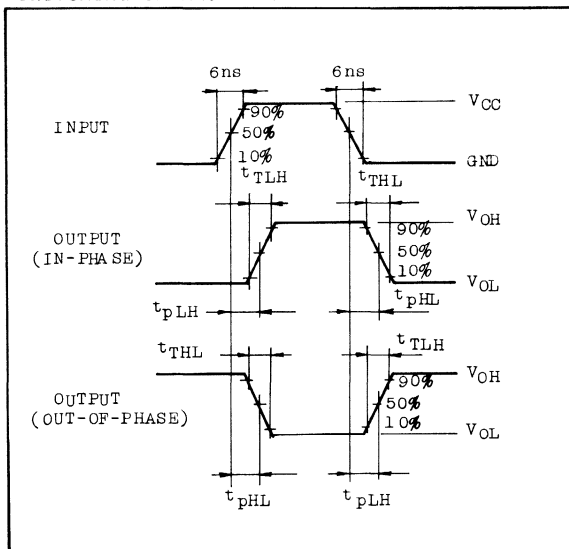 6ns
6ns
VCC
90%
INPUT
50%
10%
GND
tTLH
tTHL
VOH
90%
OUTPUT
(IN-PHASE)
50%
10%
VOL
tpLH
tpHL
tTHL
tTLH
VOH
90%
OUTPUT
(OUT-OF-PHASE)
50%
10%
VOL
tpHL
tpLH